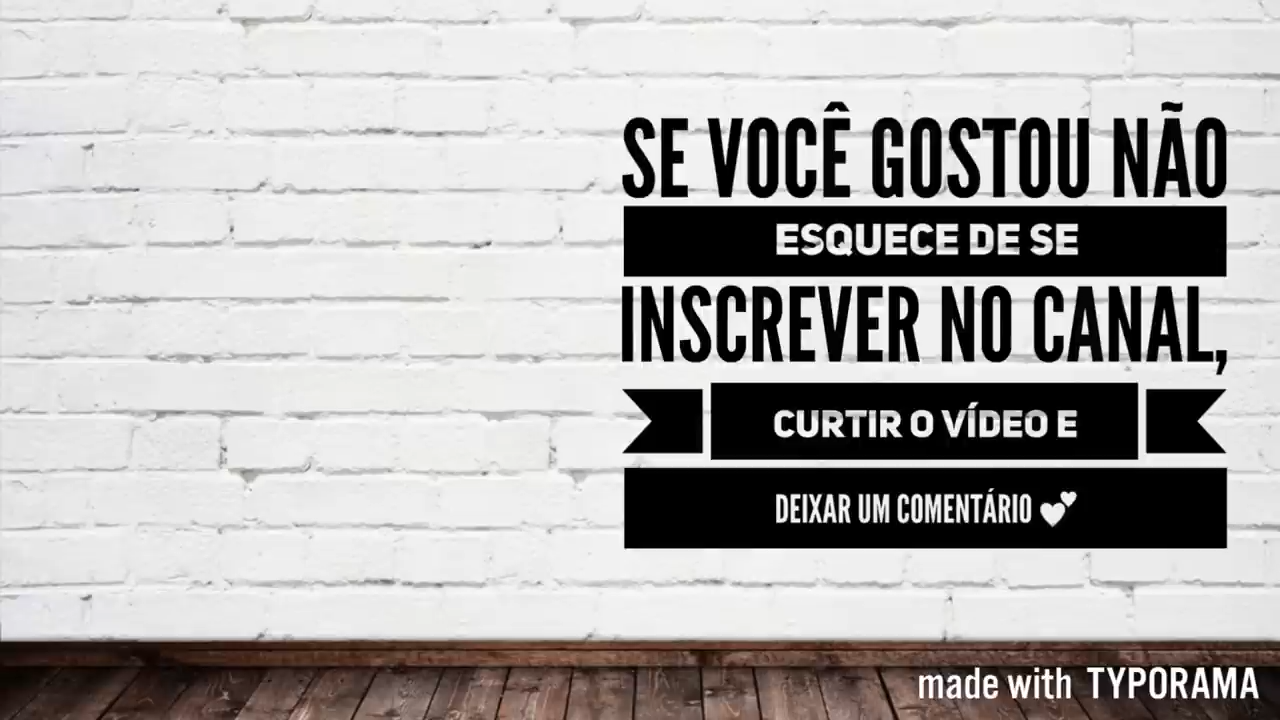 SE VOCÊ GOSTOU NÃO
ESQUECE DE SE
INSCREVER NO CANAL,
CURTIR O VÍDEO E
DEIXAR UM COMENTÁRIO 💕
made with TYPORAMA